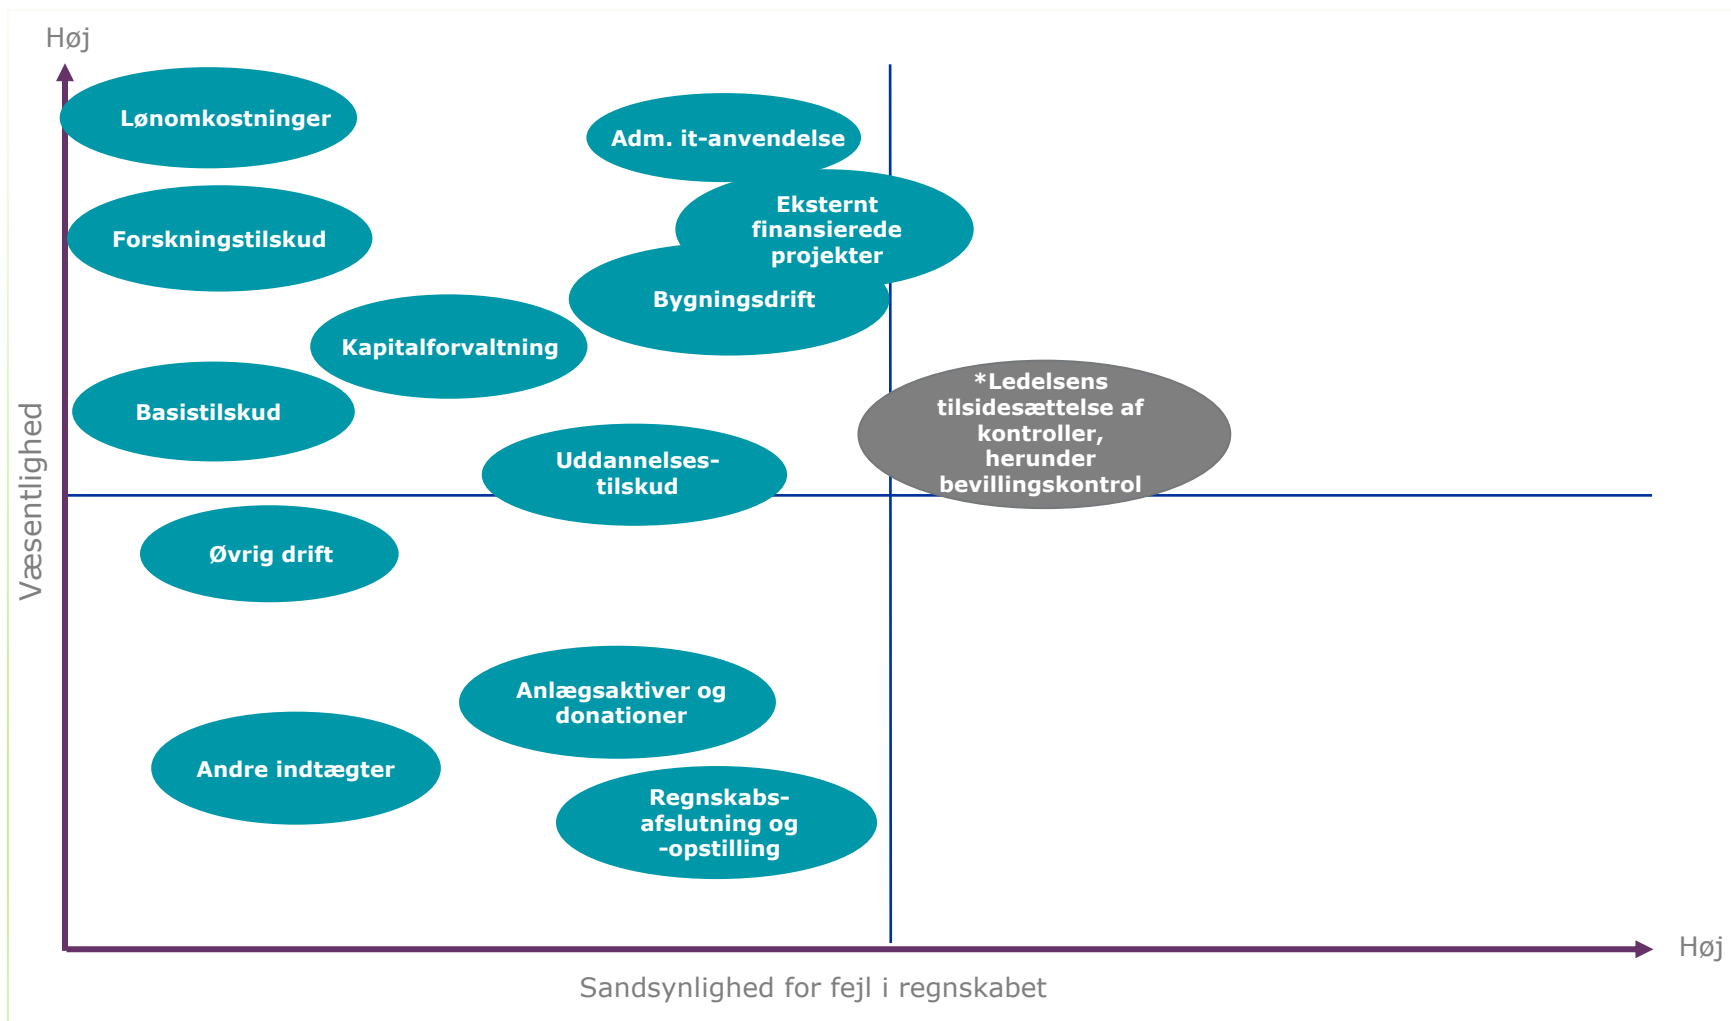 Høj
Lønomkostninger
Adm. it-anvendelse
Eksternt
finansierede
projekter
Forskningstilskud
Bygningsdrift
Kapitalforvaltning
*Ledelsens
tilsidesættelse af
kontroller,
herunder
bevillingskontrol
Basistilskud
Uddannelses-
tilskud
Væsentlighed
Øvrig drift
Anlægsaktiver og
donationer
Andre indtægter
Regnskabs-
afslutning og
-opstilling
Høj
Sandsynlighed for fejl i regnskabet